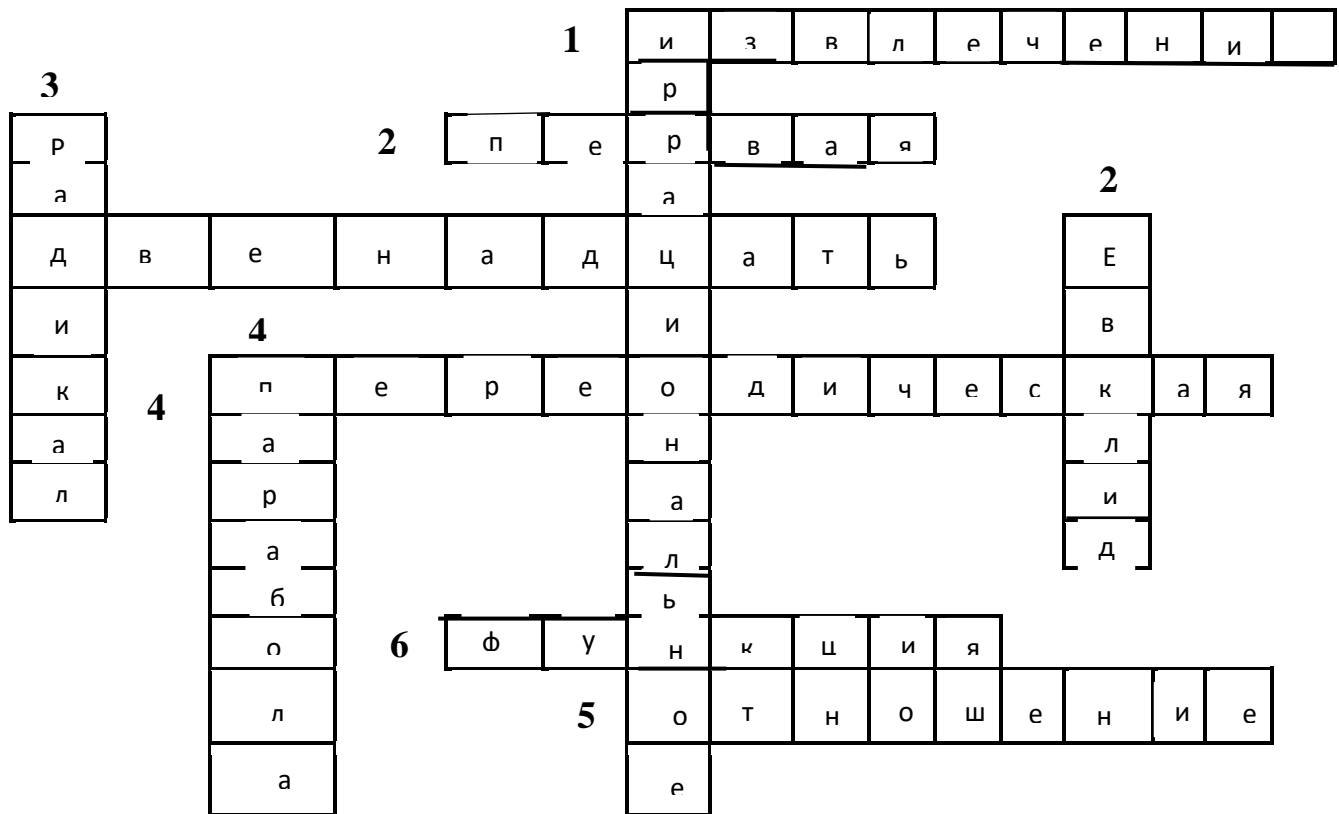 1 извлечени
3 р
2 первая
Р а а 2
двенадцать Е
и 4 и в
к 4 переодическая
а а н л
л р а и
а л д
б ь
6 функция
о
л 5 отношение
а е